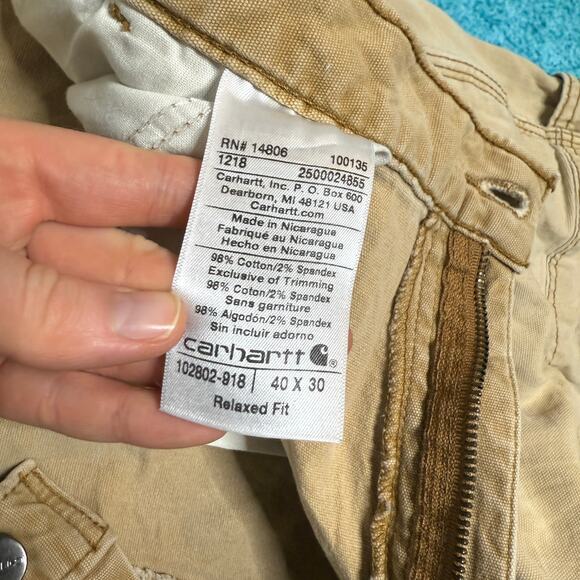 RN# 14806 100135
1218 2500024855
Carhartt, Inc. P. O. Box 600
Dearborn, MI 48121 USA
Carhartt.com
Made in Nicaragua
Fabriqué au Nicaragua
Hecho en Nicaragua
98% Cotton/2% Spandex
Exclusive of Trimming
98% Cotton/2% Spandex
Sans garniture
98% Algodón/2% Spandex
Sin incluir adorno
carhartt ®
102802-918 40 X 30
Relaxed Fit